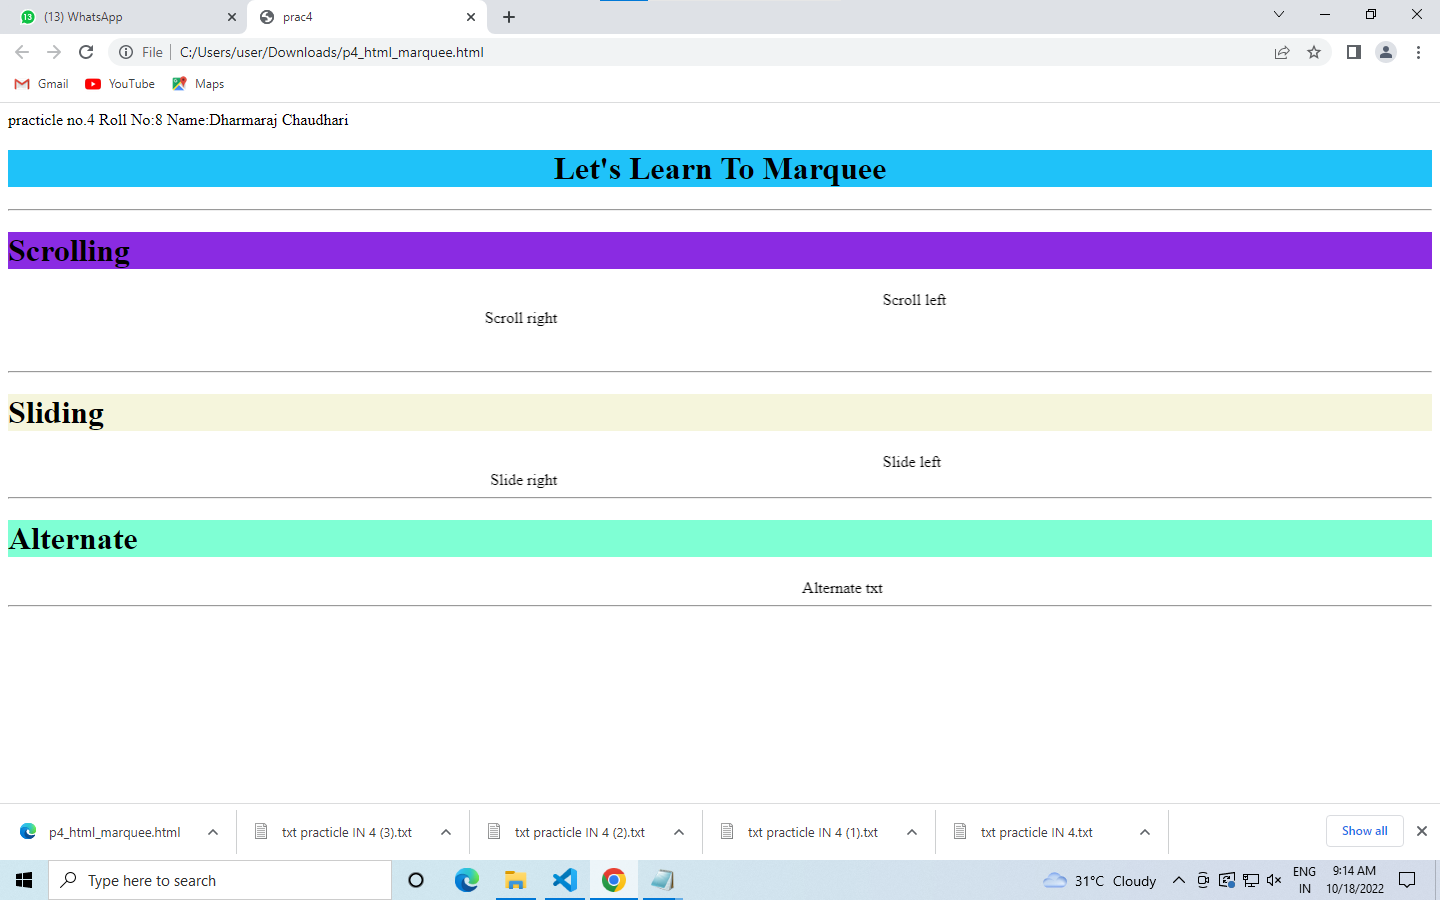 (13) WhatsApp
prac4
File
C:/Users/user/Downloads/p4_html_marquee.html
Gmail
YouTube
Maps
practicle no.4 Roll No:8 Name:Dharmaraj Chaudhari
Let's Learn To Marquee
Scrolling
Scroll left
Scroll right
Sliding
Slide left
Slide right
Alternate
Alternate txt
p4_html_marquee.html
txt practicle IN 4 (3).txt
txt practicle IN 4 (2).txt
txt practicle IN 4 (1).txt
txt practicle IN 4.txt
Show all
Type here to search
31°C Cloudy
ENG
IN
9:14 AM
10/18/2022